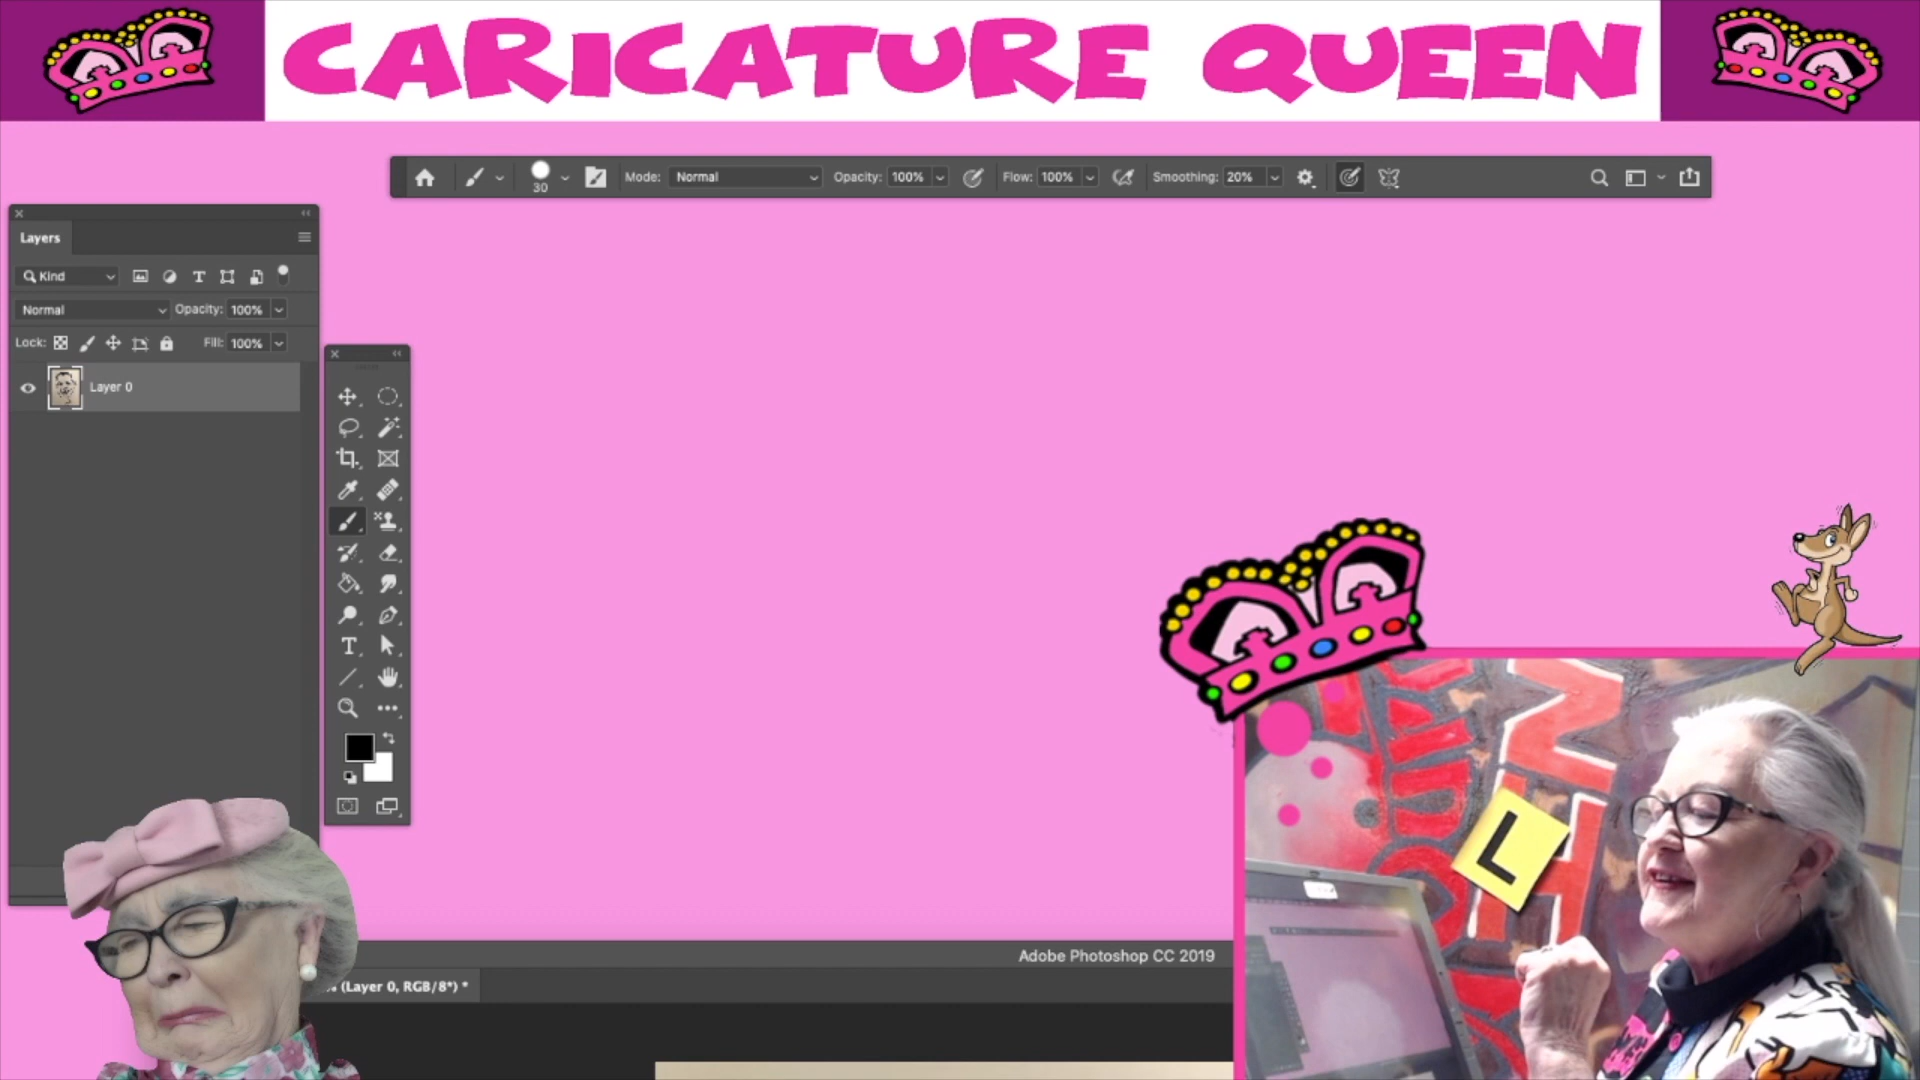 CARICATURE QUEEN
30
Mode: Normal
Opacity: 100%
Flow: 100%
Smoothing: 20%
Layers
Kind
Normal
Opacity: 100%
Lock:
Fill: 100%
Layer 0
T
L
Adobe Photoshop CC 2019
(Layer 0, RGB/8*) *